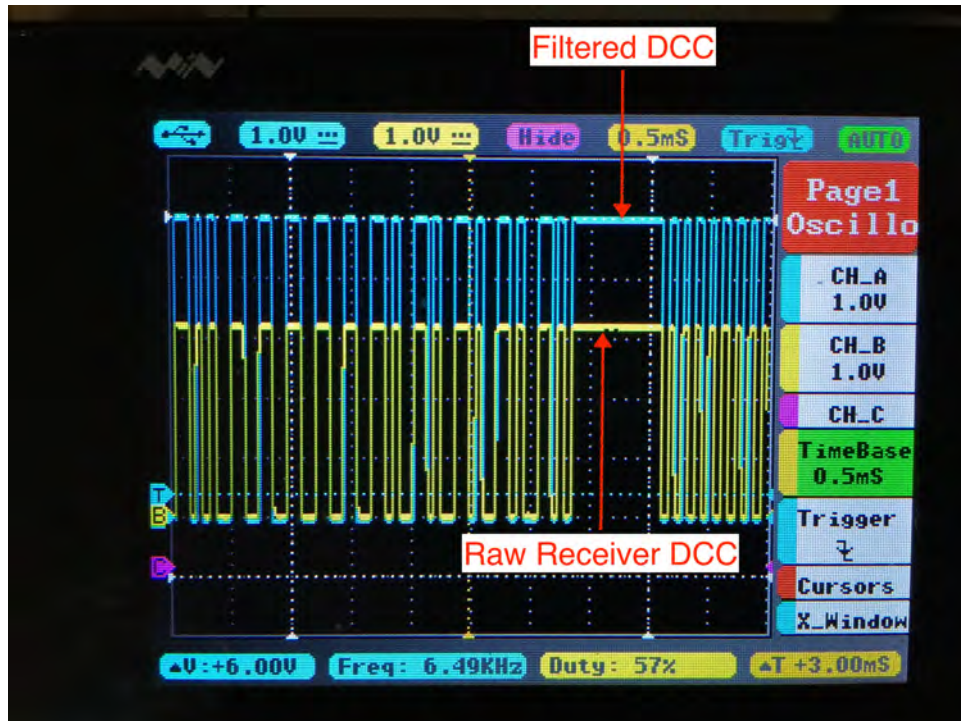 Filtered DCC
1.0V 1.0V Hide 0.5mS Trig AUTO
Page1
Oscillo
CH_A
1.0V
CH_B
1.0V
CH_C
TimeBase
0.5mS
T
B
Trigger
C
Raw Receiver DCC
Cursors
X_Window
▲V:+6.00V Freq: 6.49KHz Duty: 57% ▲T +3.00mS